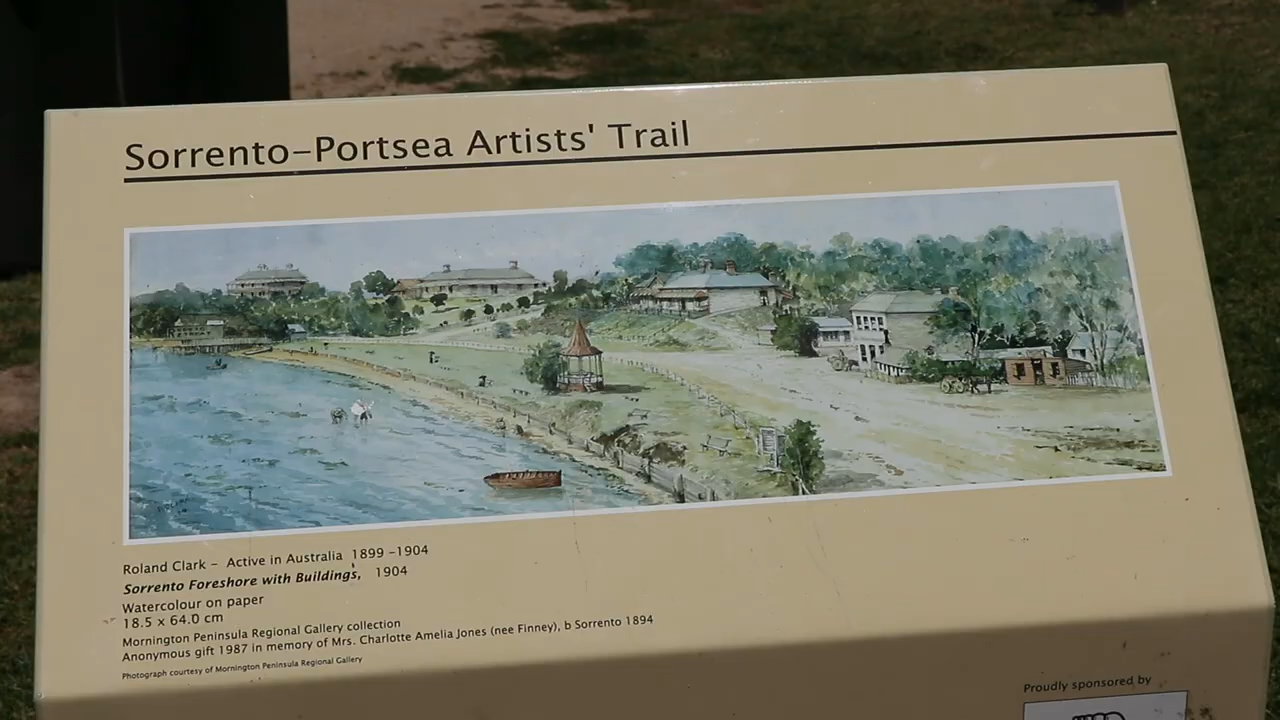 Sorrento-Portsea Artists' Trail
Roland Clark - Active in Australia 1899 -1904
Sorrento Foreshore with Buildings, 1904
Watercolour on paper
18.5 x 64.0 cm
Mornington Peninsula Regional Gallery collection
Anonymous gift 1987 in memory of Mrs. Charlotte Amelia Jones (nee Finney), b Sorrento 1894
Photograph courtesy of Mornington Peninsula Regional Gallery
Proudly sponsored by